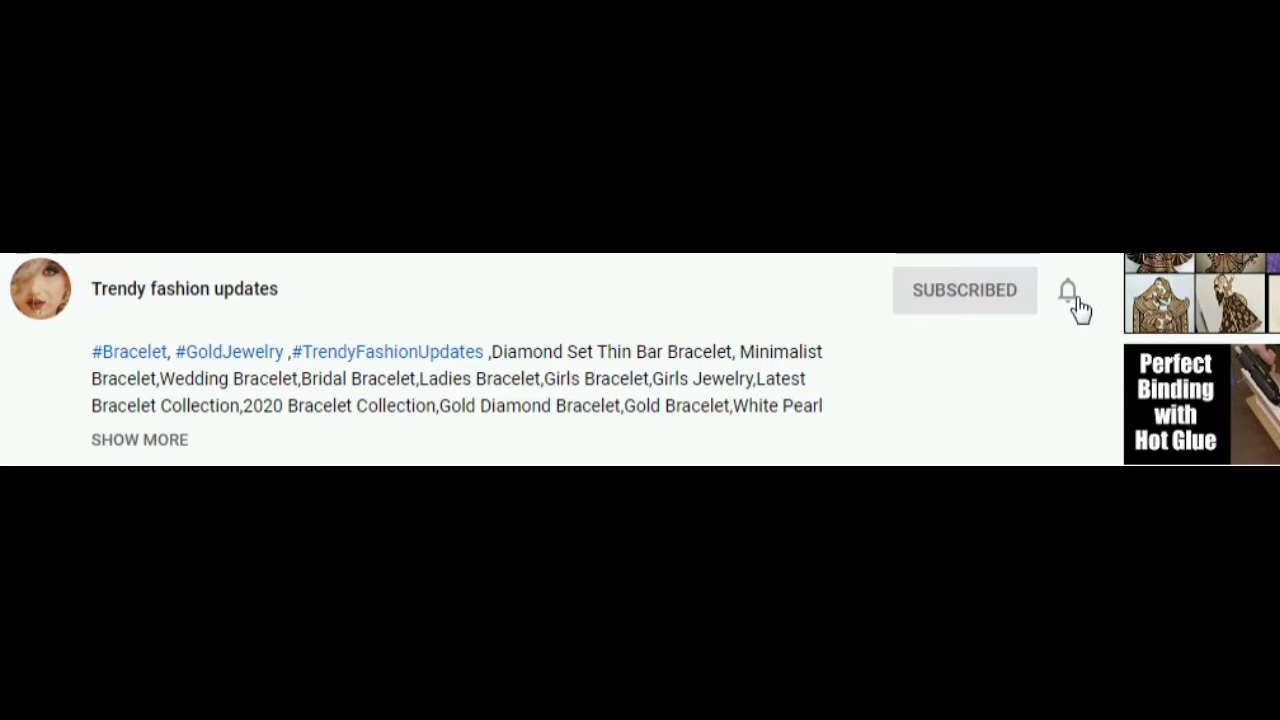 Trendy fashion updates
SUBSCRIBED
#Bracelet, #GoldJewelry ,#TrendyFashionUpdates ,Diamond Set Thin Bar Bracelet, Minimalist
Bracelet,Wedding Bracelet,Bridal Bracelet,Ladies Bracelet,Girls Bracelet,Girls Jewelry,Latest
Bracelet Collection,2020 Bracelet Collection,Gold Diamond Bracelet,Gold Bracelet,White Pearl
SHOW MORE
Perfect
Binding
with
Hot Glue